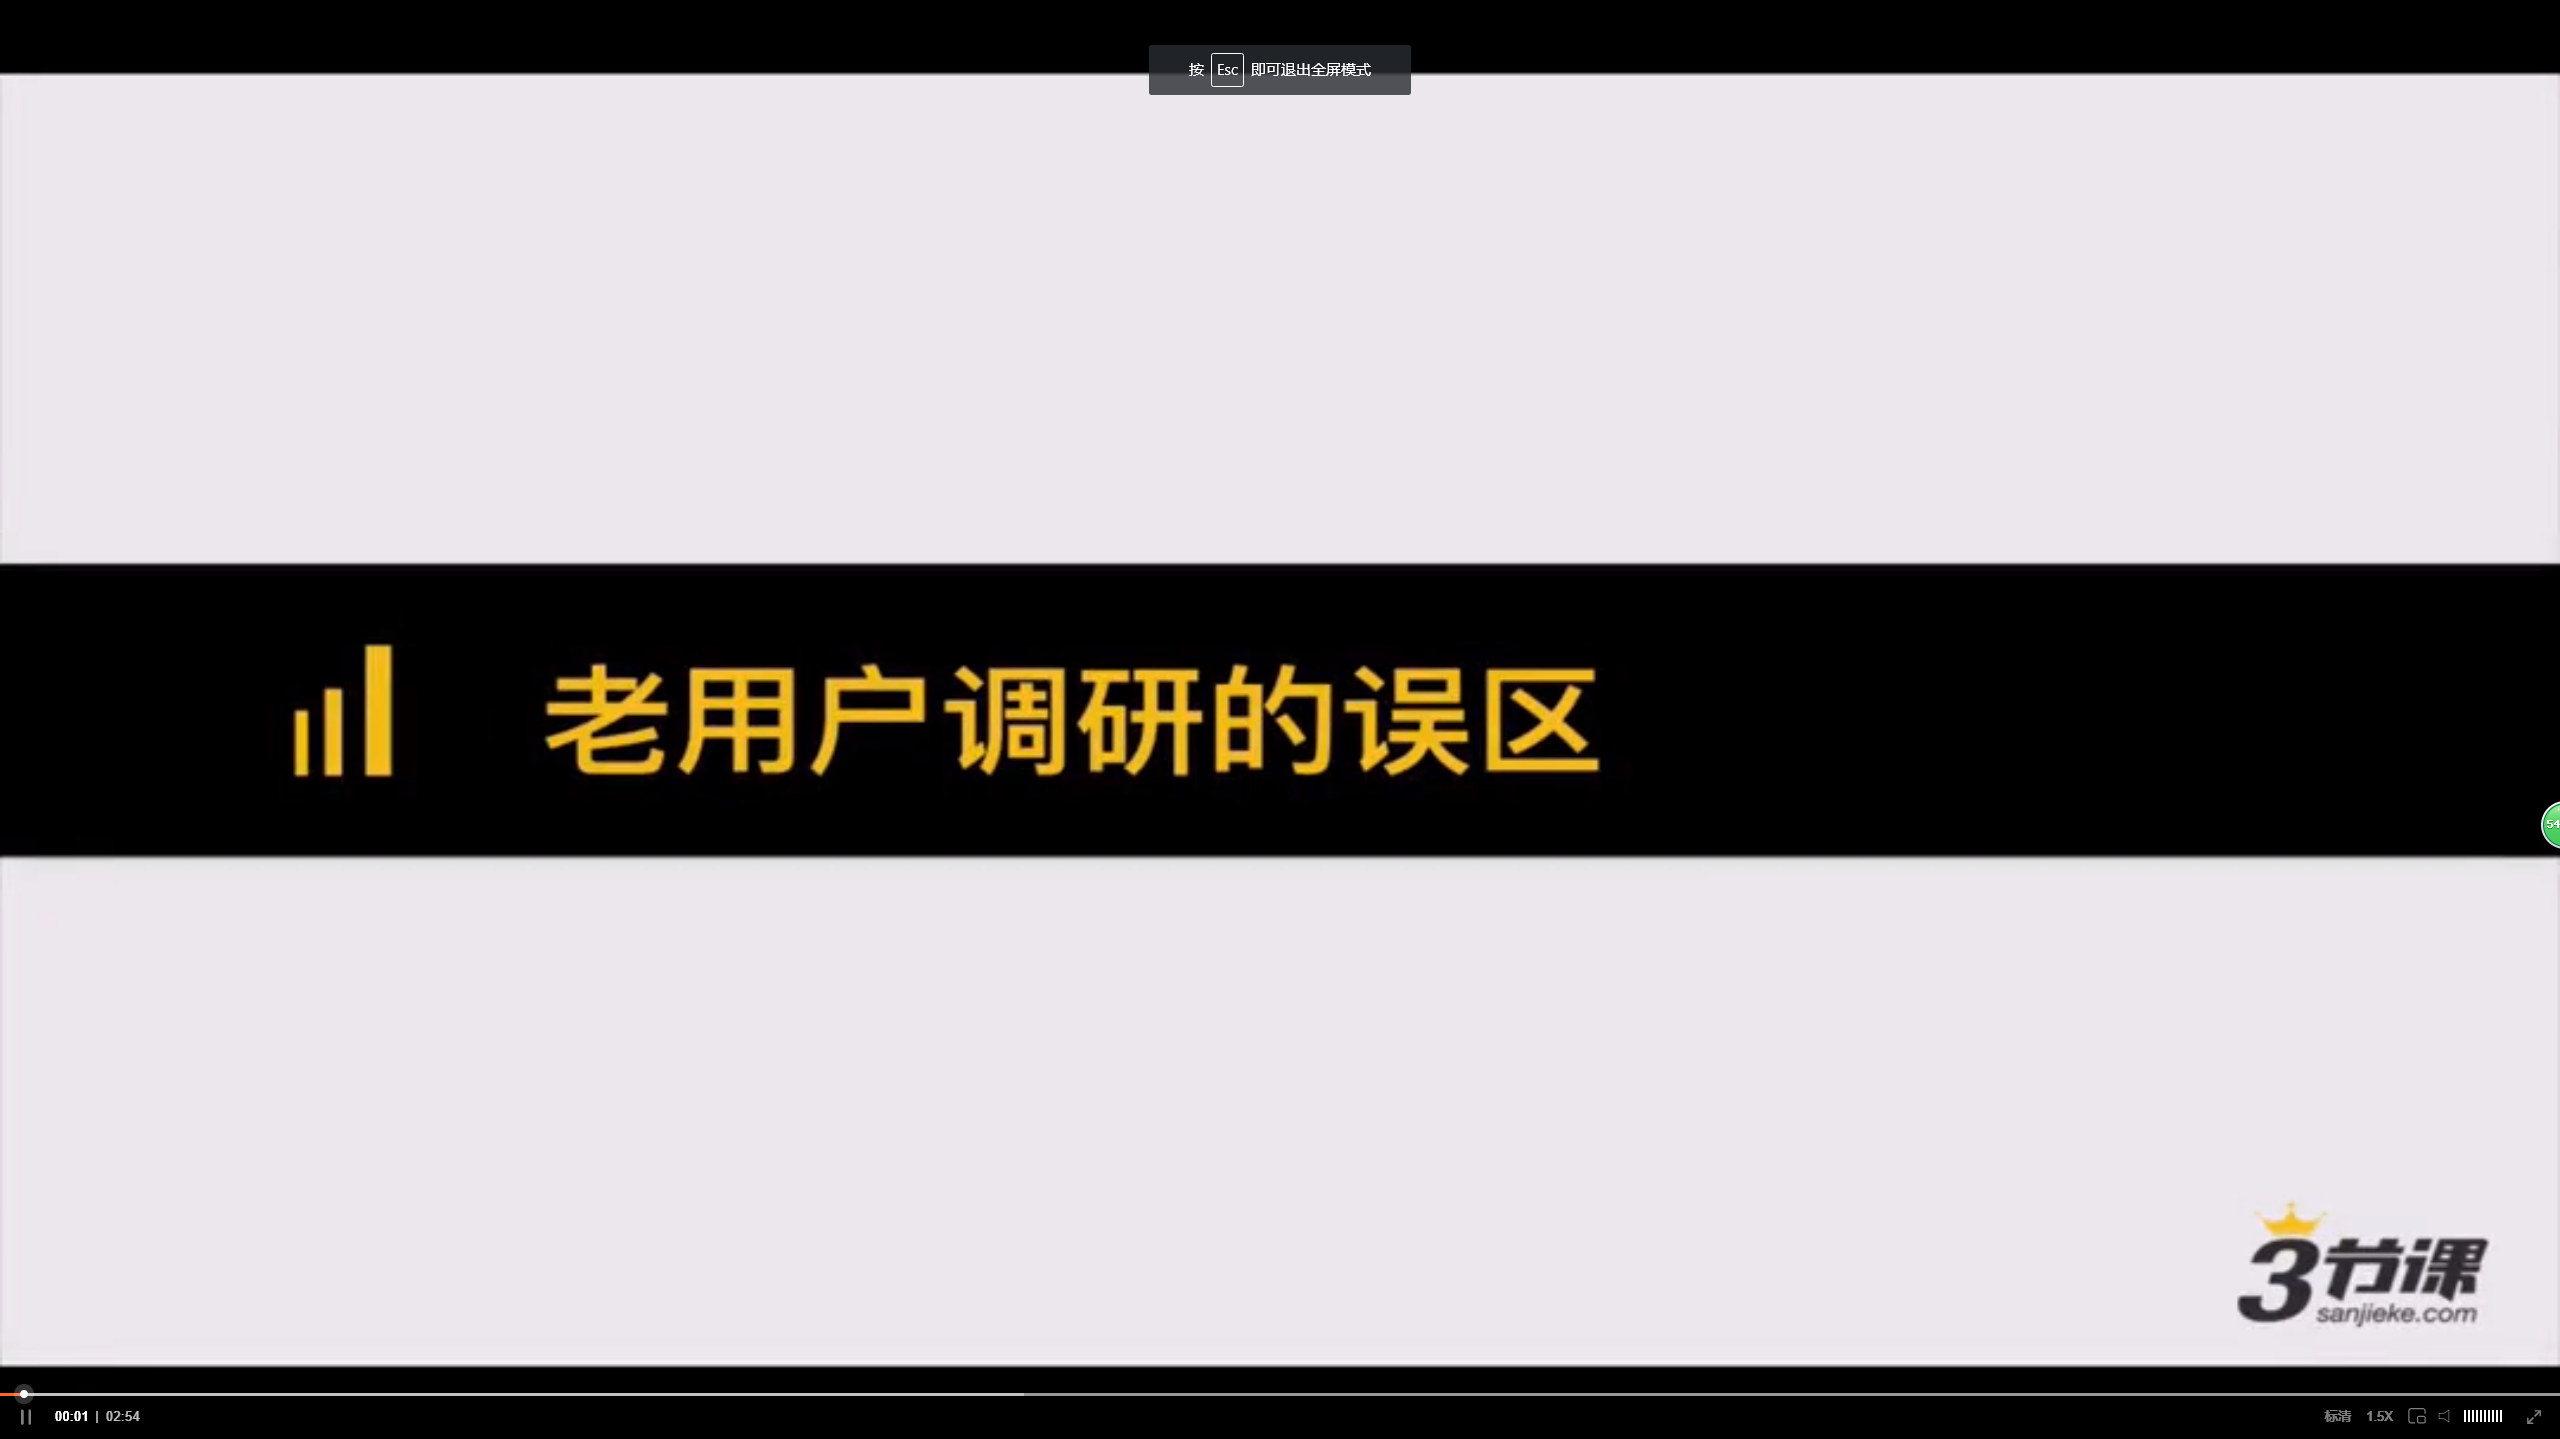 按 Esc 即可退出全屏模式
老用户调研的误区
54
3节课
sanjieke.com
00:01 | 02:54
标清 1.5X